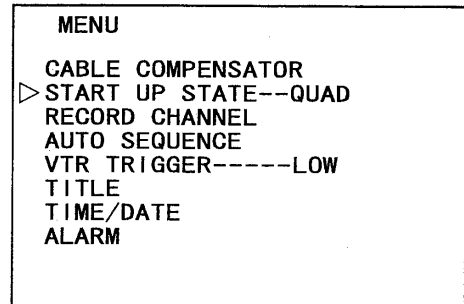 MENU
CABLE COMPENSATOR
▷START UP STATE--QUAD
RECORD CHANNEL
AUTO SEQUENCE
VTR TRIGGER-----LOW
TITLE
TIME/DATE
ALARM